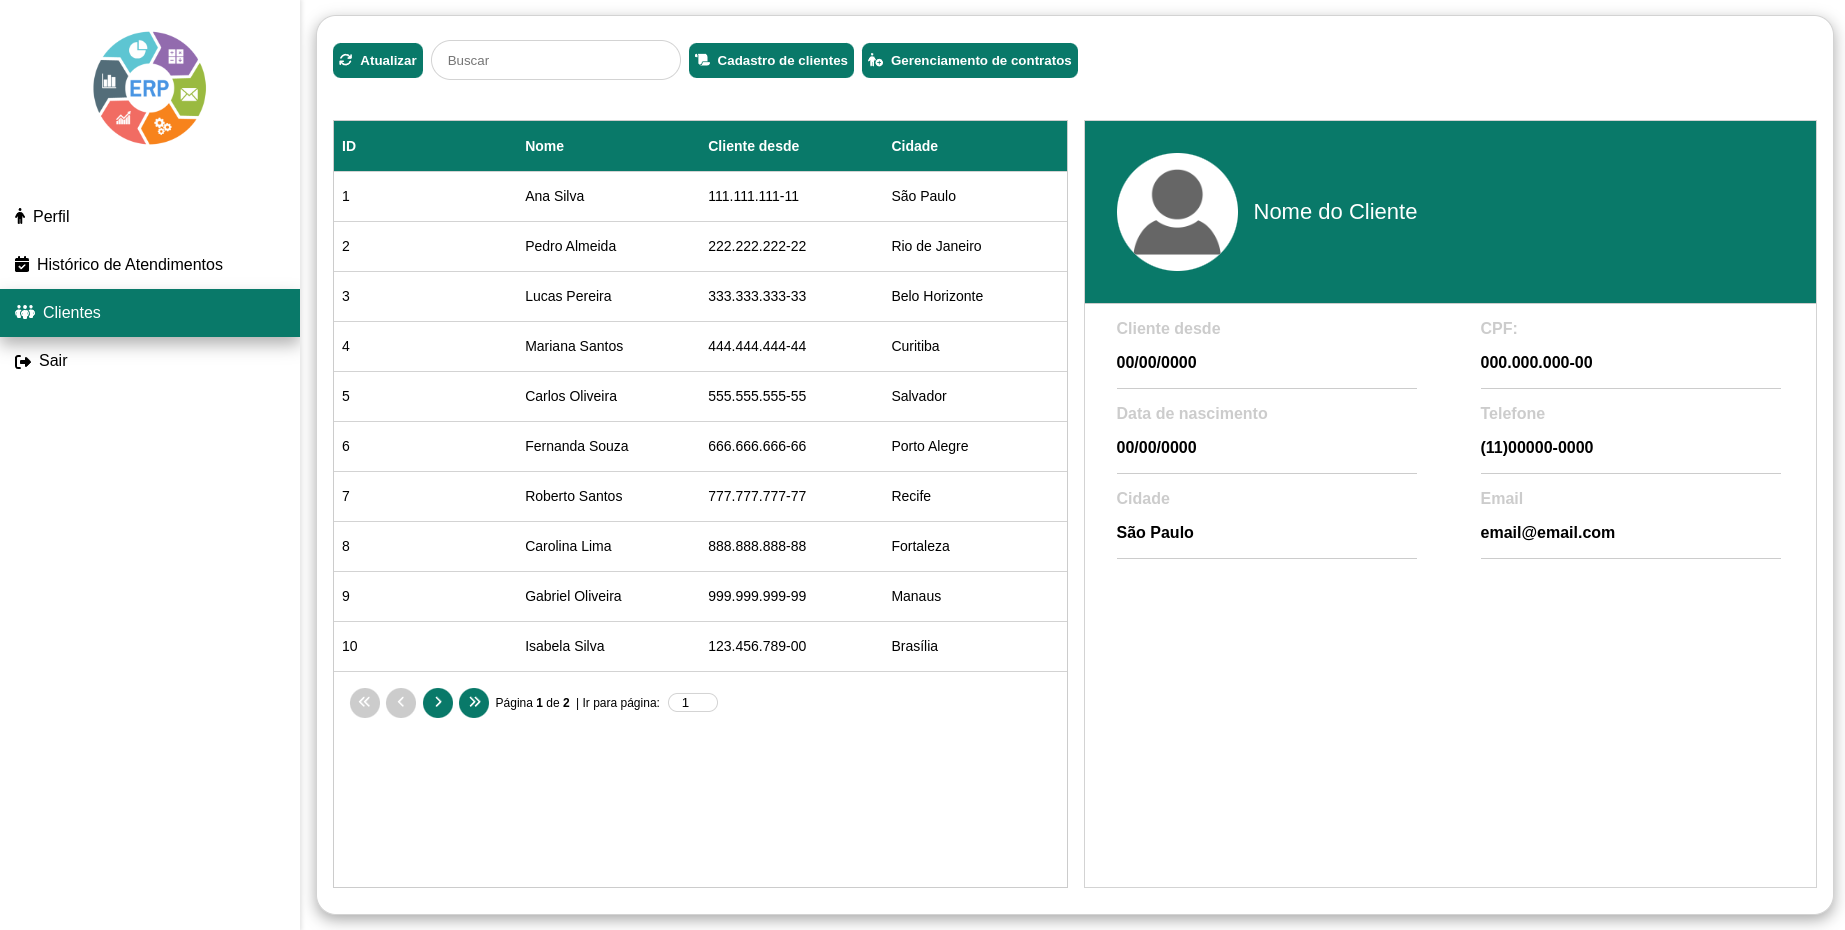 ERP
Perfil
Histórico de Atendimentos
Clientes
Sair
Atualizar Buscar Cadastro de clientes Gerenciamento de contratos
ID Nome Cliente desde Cidade
1 Ana Silva 111.111.111-11 São Paulo
2 Pedro Almeida 222.222.222-22 Rio de Janeiro
3 Lucas Pereira 333.333.333-33 Belo Horizonte
4 Mariana Santos 444.444.444-44 Curitiba
5 Carlos Oliveira 555.555.555-55 Salvador
6 Fernanda Souza 666.666.666-66 Porto Alegre
7 Roberto Santos 777.777.777-77 Recife
8 Carolina Lima 888.888.888-88 Fortaleza
9 Gabriel Oliveira 999.999.999-99 Manaus
10 Isabela Silva 123.456.789-00 Brasília
Página 1 de 2 | Ir para página: 1
Nome do Cliente
Cliente desde CPF:
00/00/0000 000.000.000-00
Data de nascimento Telefone
00/00/0000 (11)00000-0000
Cidade Email
São Paulo email@email.com